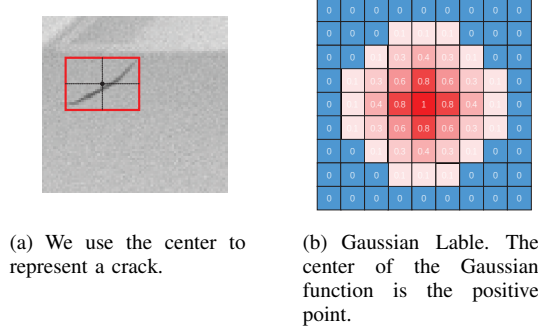 0 0 0 0 0 0 0 0 0
0 0 0 0.1 0.1 0.1 0 0 0
0 0 0.1 0.3 0.4 0.3 0.1 0 0
0 0.1 0.3 0.6 0.8 0.6 0.3 0.1 0
0 0.1 0.4 0.8 1 0.8 0.4 0.1 0
0 0.1 0.3 0.6 0.8 0.6 0.3 0.1 0
0 0 0.1 0.3 0.4 0.3 0.1 0 0
0 0 0 0.1 0.1 0.1 0 0 0
0 0 0 0 0 0 0 0 0
(a) We use the center to
represent a crack.
(b) Gaussian Lable. The
center of the Gaussian
function is the positive
point.